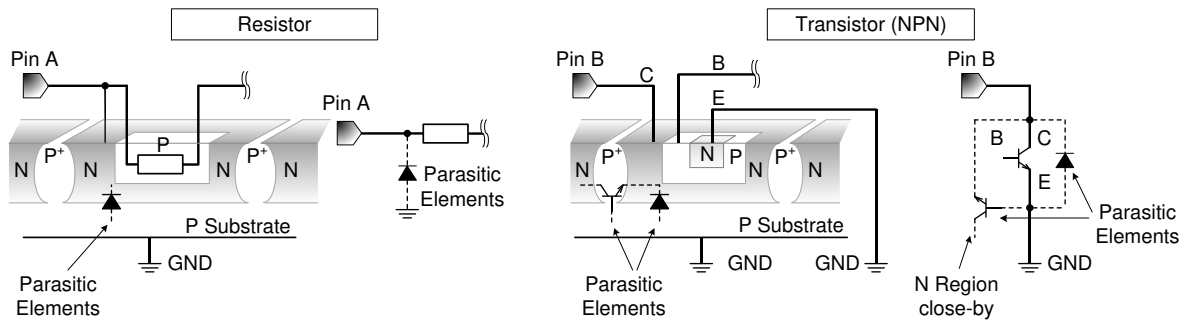 Resistor
Transistor (NPN)
Pin A
Pin A
N
P+
N
P
N
P+
N
Parasitic
Elements
P Substrate
GND
Parasitic
Elements
Pin B
C
B
E
N
P+
N
N
P
P+
N
P Substrate
GND
GND
Parasitic
Elements
Pin B
B
C
E
Parasitic
Elements
GND
N Region
close-by